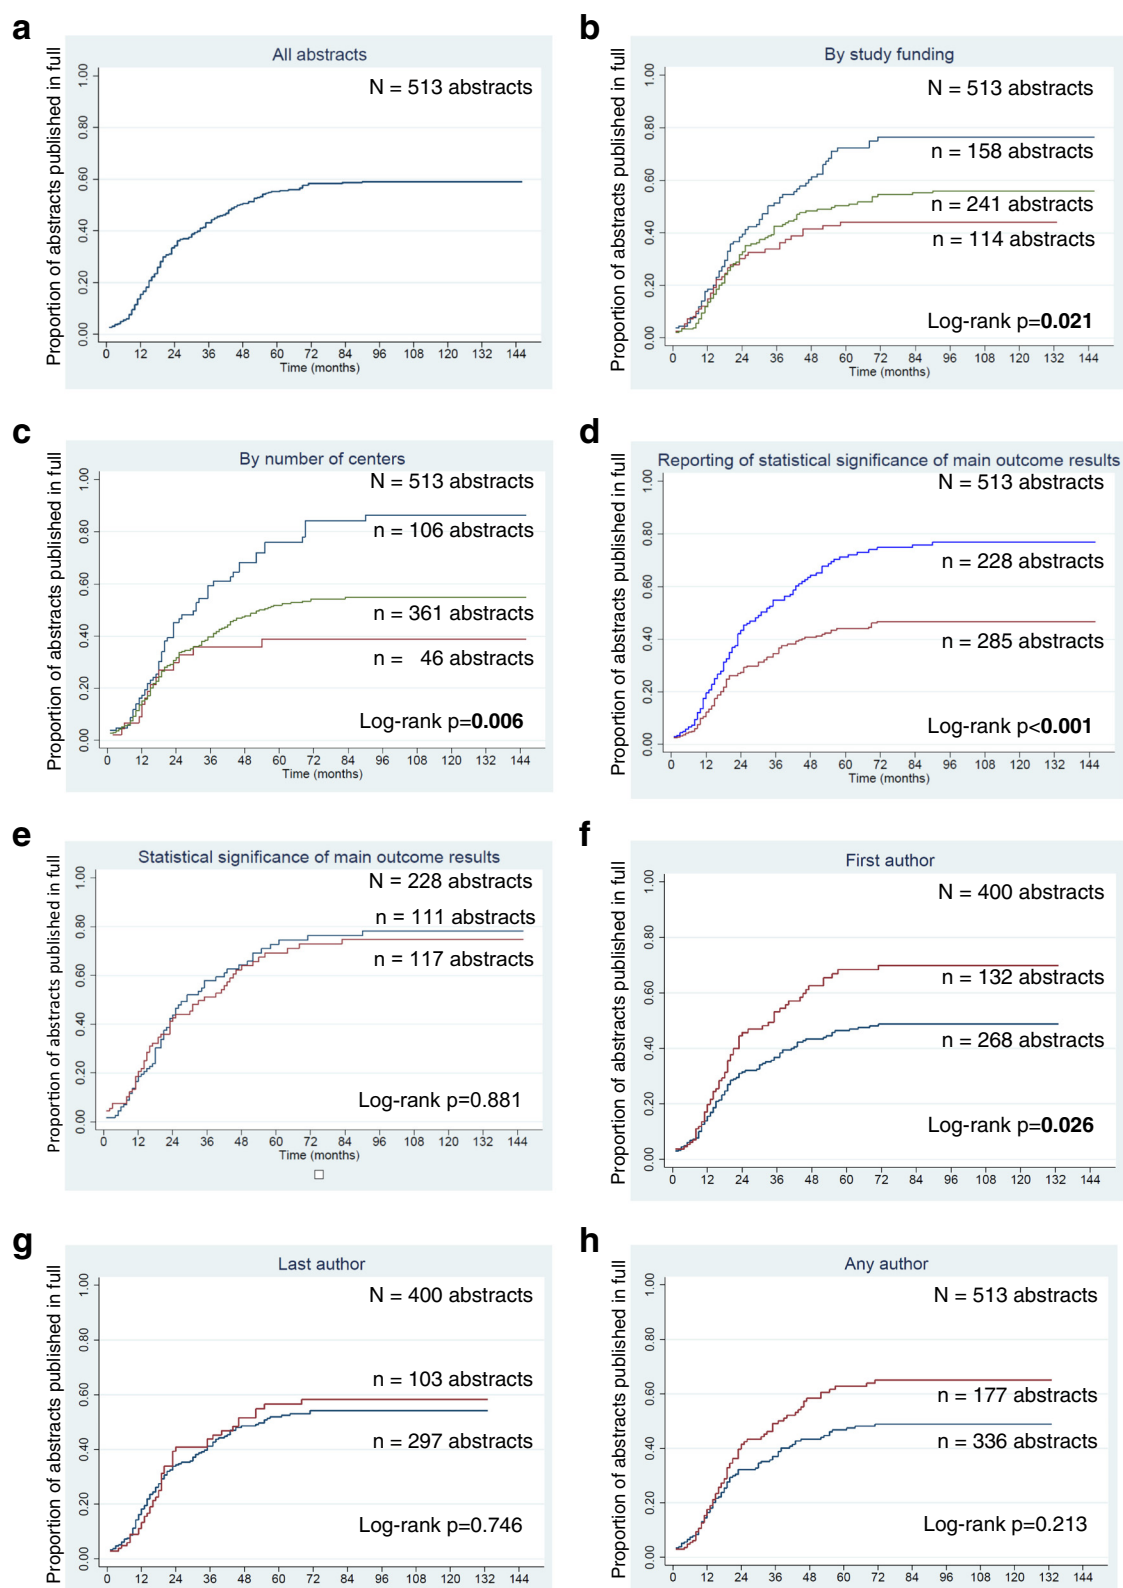 a
All abstracts
Proportion of abstracts published in full
N = 513 abstracts
1.00
0.80
0.60
0.40
0.20
0.00
0 12 24 36 48 60 72 84 96 108 120 132 144
Time (months)
b
By study funding
Proportion of abstracts published in full
N = 513 abstracts
n = 158 abstracts
n = 241 abstracts
n = 114 abstracts
Log-rank p=0.021
1.00
0.80
0.60
0.40
0.20
0.00
0 12 24 36 48 60 72 84 96 108 120 132 144
Time (months)
c
By number of centers
Proportion of abstracts published in full
N = 513 abstracts
n = 106 abstracts
n = 361 abstracts
n = 46 abstracts
Log-rank p=0.006
1.00
0.80
0.60
0.40
0.20
0.00
0 12 24 36 48 60 72 84 96 108 120 132 144
Time (months)
d
Reporting of statistical significance of main outcome results
Proportion of abstracts published in full
N = 513 abstracts
n = 228 abstracts
n = 285 abstracts
Log-rank p<0.001
1.00
0.80
0.60
0.40
0.20
0.00
0 12 24 36 48 60 72 84 96 108 120 132 144
Time (months)
e
Statistical significance of main outcome results
Proportion of abstracts published in full
N = 228 abstracts
n = 111 abstracts
n = 117 abstracts
Log-rank p=0.881
1.00
0.80
0.60
0.40
0.20
0.00
0 12 24 36 48 60 72 84 96 108 120 132 144
Time (months)
f
First author
Proportion of abstracts published in full
N = 400 abstracts
n = 132 abstracts
n = 268 abstracts
Log-rank p=0.026
1.00
0.80
0.60
0.40
0.20
0.00
0 12 24 36 48 60 72 84 96 108 120 132 144
g
Last author
Proportion of abstracts published in full
N = 400 abstracts
n = 103 abstracts
n = 297 abstracts
Log-rank p=0.746
1.00
0.80
0.60
0.40
0.20
0.00
0 12 24 36 48 60 72 84 96 108 120 132 144
h
Any author
Proportion of abstracts published in full
N = 513 abstracts
n = 177 abstracts
n = 336 abstracts
Log-rank p=0.213
1.00
0.80
0.60
0.40
0.20
0.00
0 12 24 36 48 60 72 84 96 108 120 132 144